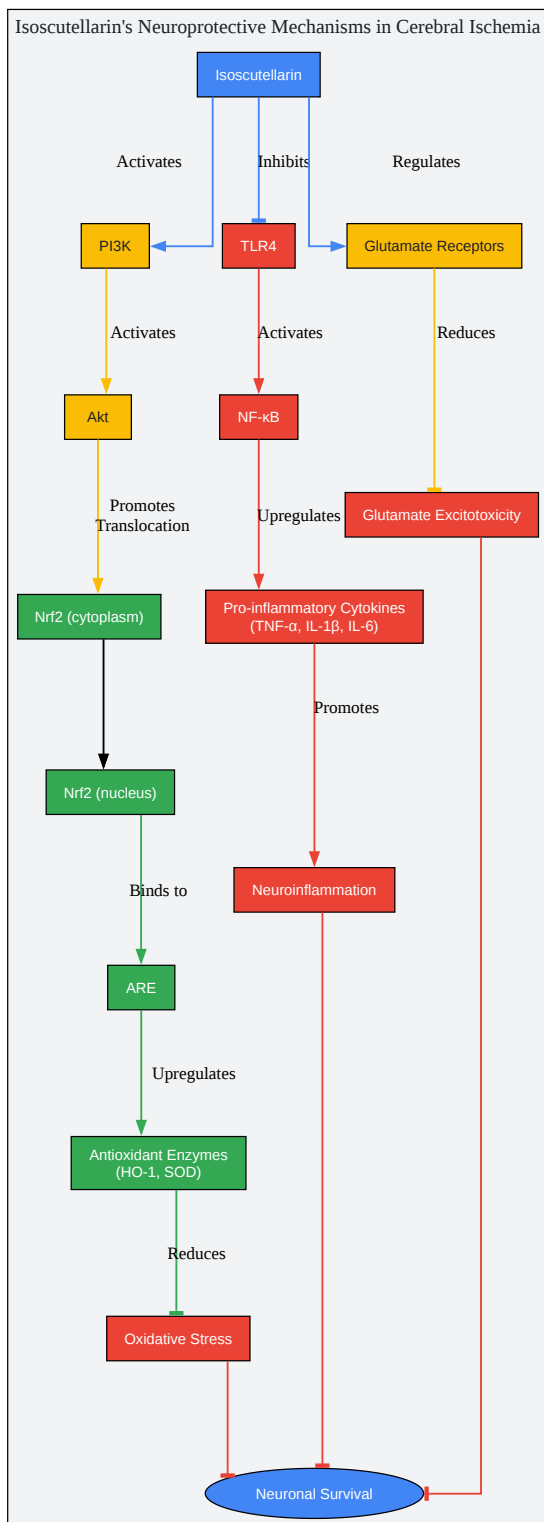 Isoscutellarin's Neuroprotective Mechanisms in Cerebral Ischemia
Isoscutellarin
Activates
Inhibits
Regulates
PI3K
TLR4
Glutamate Receptors
Activates
Activates
Reduces
Akt
NF-κB
Promotes
Translocation
Upregulates
Glutamate Excitotoxicity
Nrf2 (cytoplasm)
Pro-inflammatory Cytokines
(TNF-α, IL-1β, IL-6)
Promotes
Nrf2 (nucleus)
Binds to
Neuroinflammation
ARE
Upregulates
Antioxidant Enzymes
(HO-1, SOD)
Reduces
Oxidative Stress
Neuronal Survival